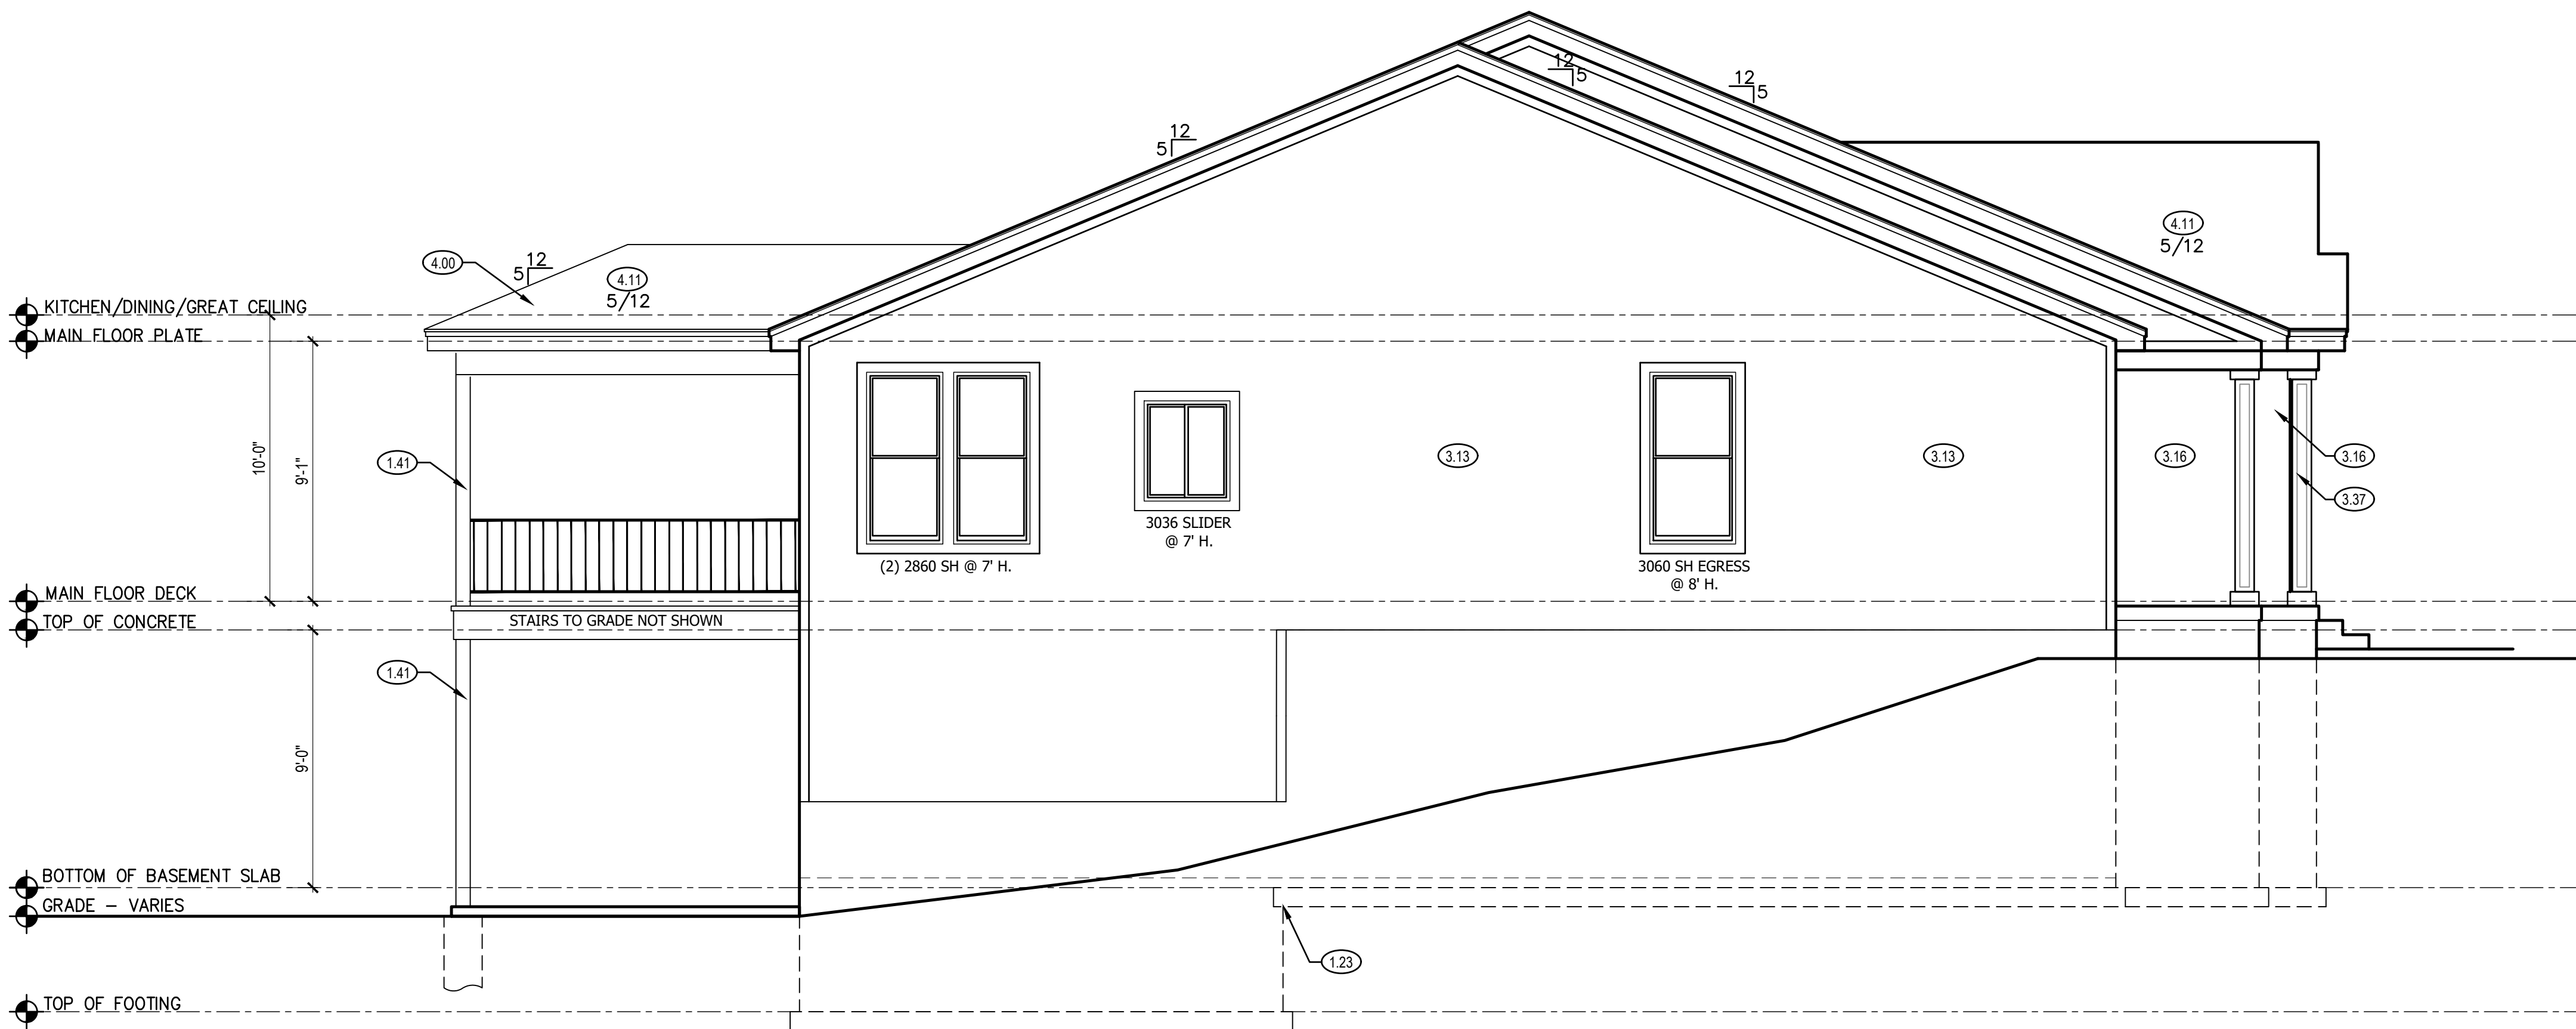 12
5
12
5
12
5
12
5
4.00
4.11
5/12
4.11
5/12
KITCHEN/DINING/GREAT CEILING
MAIN FLOOR PLATE
10'-0"
9'-1"
1.41
3.13
3.13
3.16
3.16
3.37
3036 SLIDER
@ 7' H.
(2) 2860 SH @ 7' H.
3060 SH EGRESS
@ 8' H.
MAIN FLOOR DECK
TOP OF CONCRETE
STAIRS TO GRADE NOT SHOWN
1.41
9'-0"
BOTTOM OF BASEMENT SLAB
GRADE – VARIES
1.23
TOP OF FOOTING